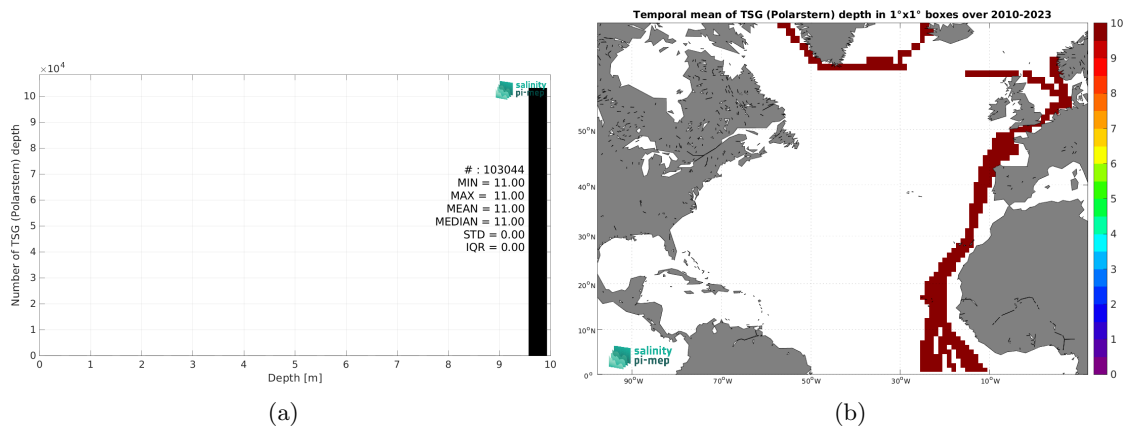 ×10⁴
10
9
8
7
6
5
4
3
2
1
0
Number of TSG (Polarstern) depth
salinity
pi-mep
# : 103044
MIN = 11.00
MAX = 11.00
MEAN = 11.00
MEDIAN = 11.00
STD = 0.00
IQR = 0.00
0 1 2 3 4 5 6 7 8 9 10
Depth [m]
(a)
Temporal mean of TSG (Polarstern) depth in 1°x1° boxes over 2010-2023
50°N
40°N
30°N
20°N
10°N
0°
90°W 70°W 50°W 30°W 10°W
salinity
pi-mep
10
9
8
7
6
5
4
3
2
1
0
(b)